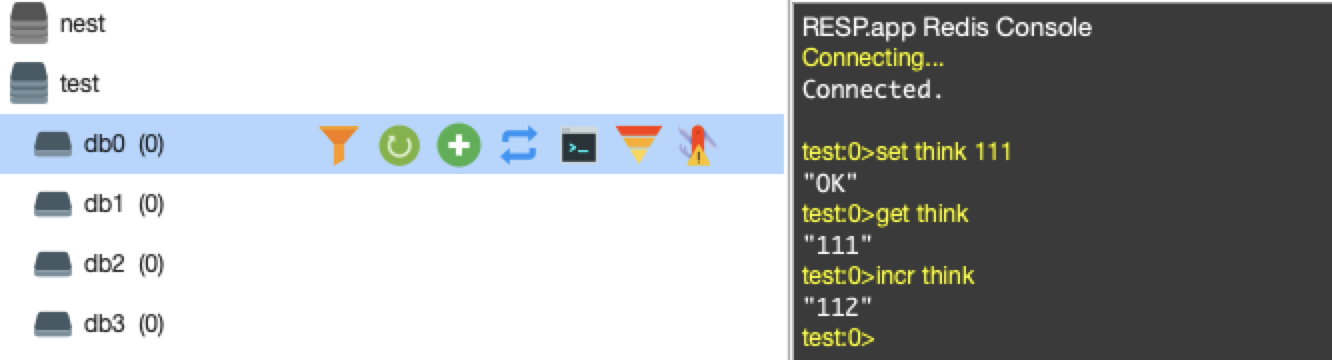 nest
test
db0 (0)
db1 (0)
db2 (0)
db3 (0)
RESP.app Redis Console
Connecting...
Connected.
test:0>set think 111
"OK"
test:0>get think
"111"
test:0>incr think
"112"
test:0>